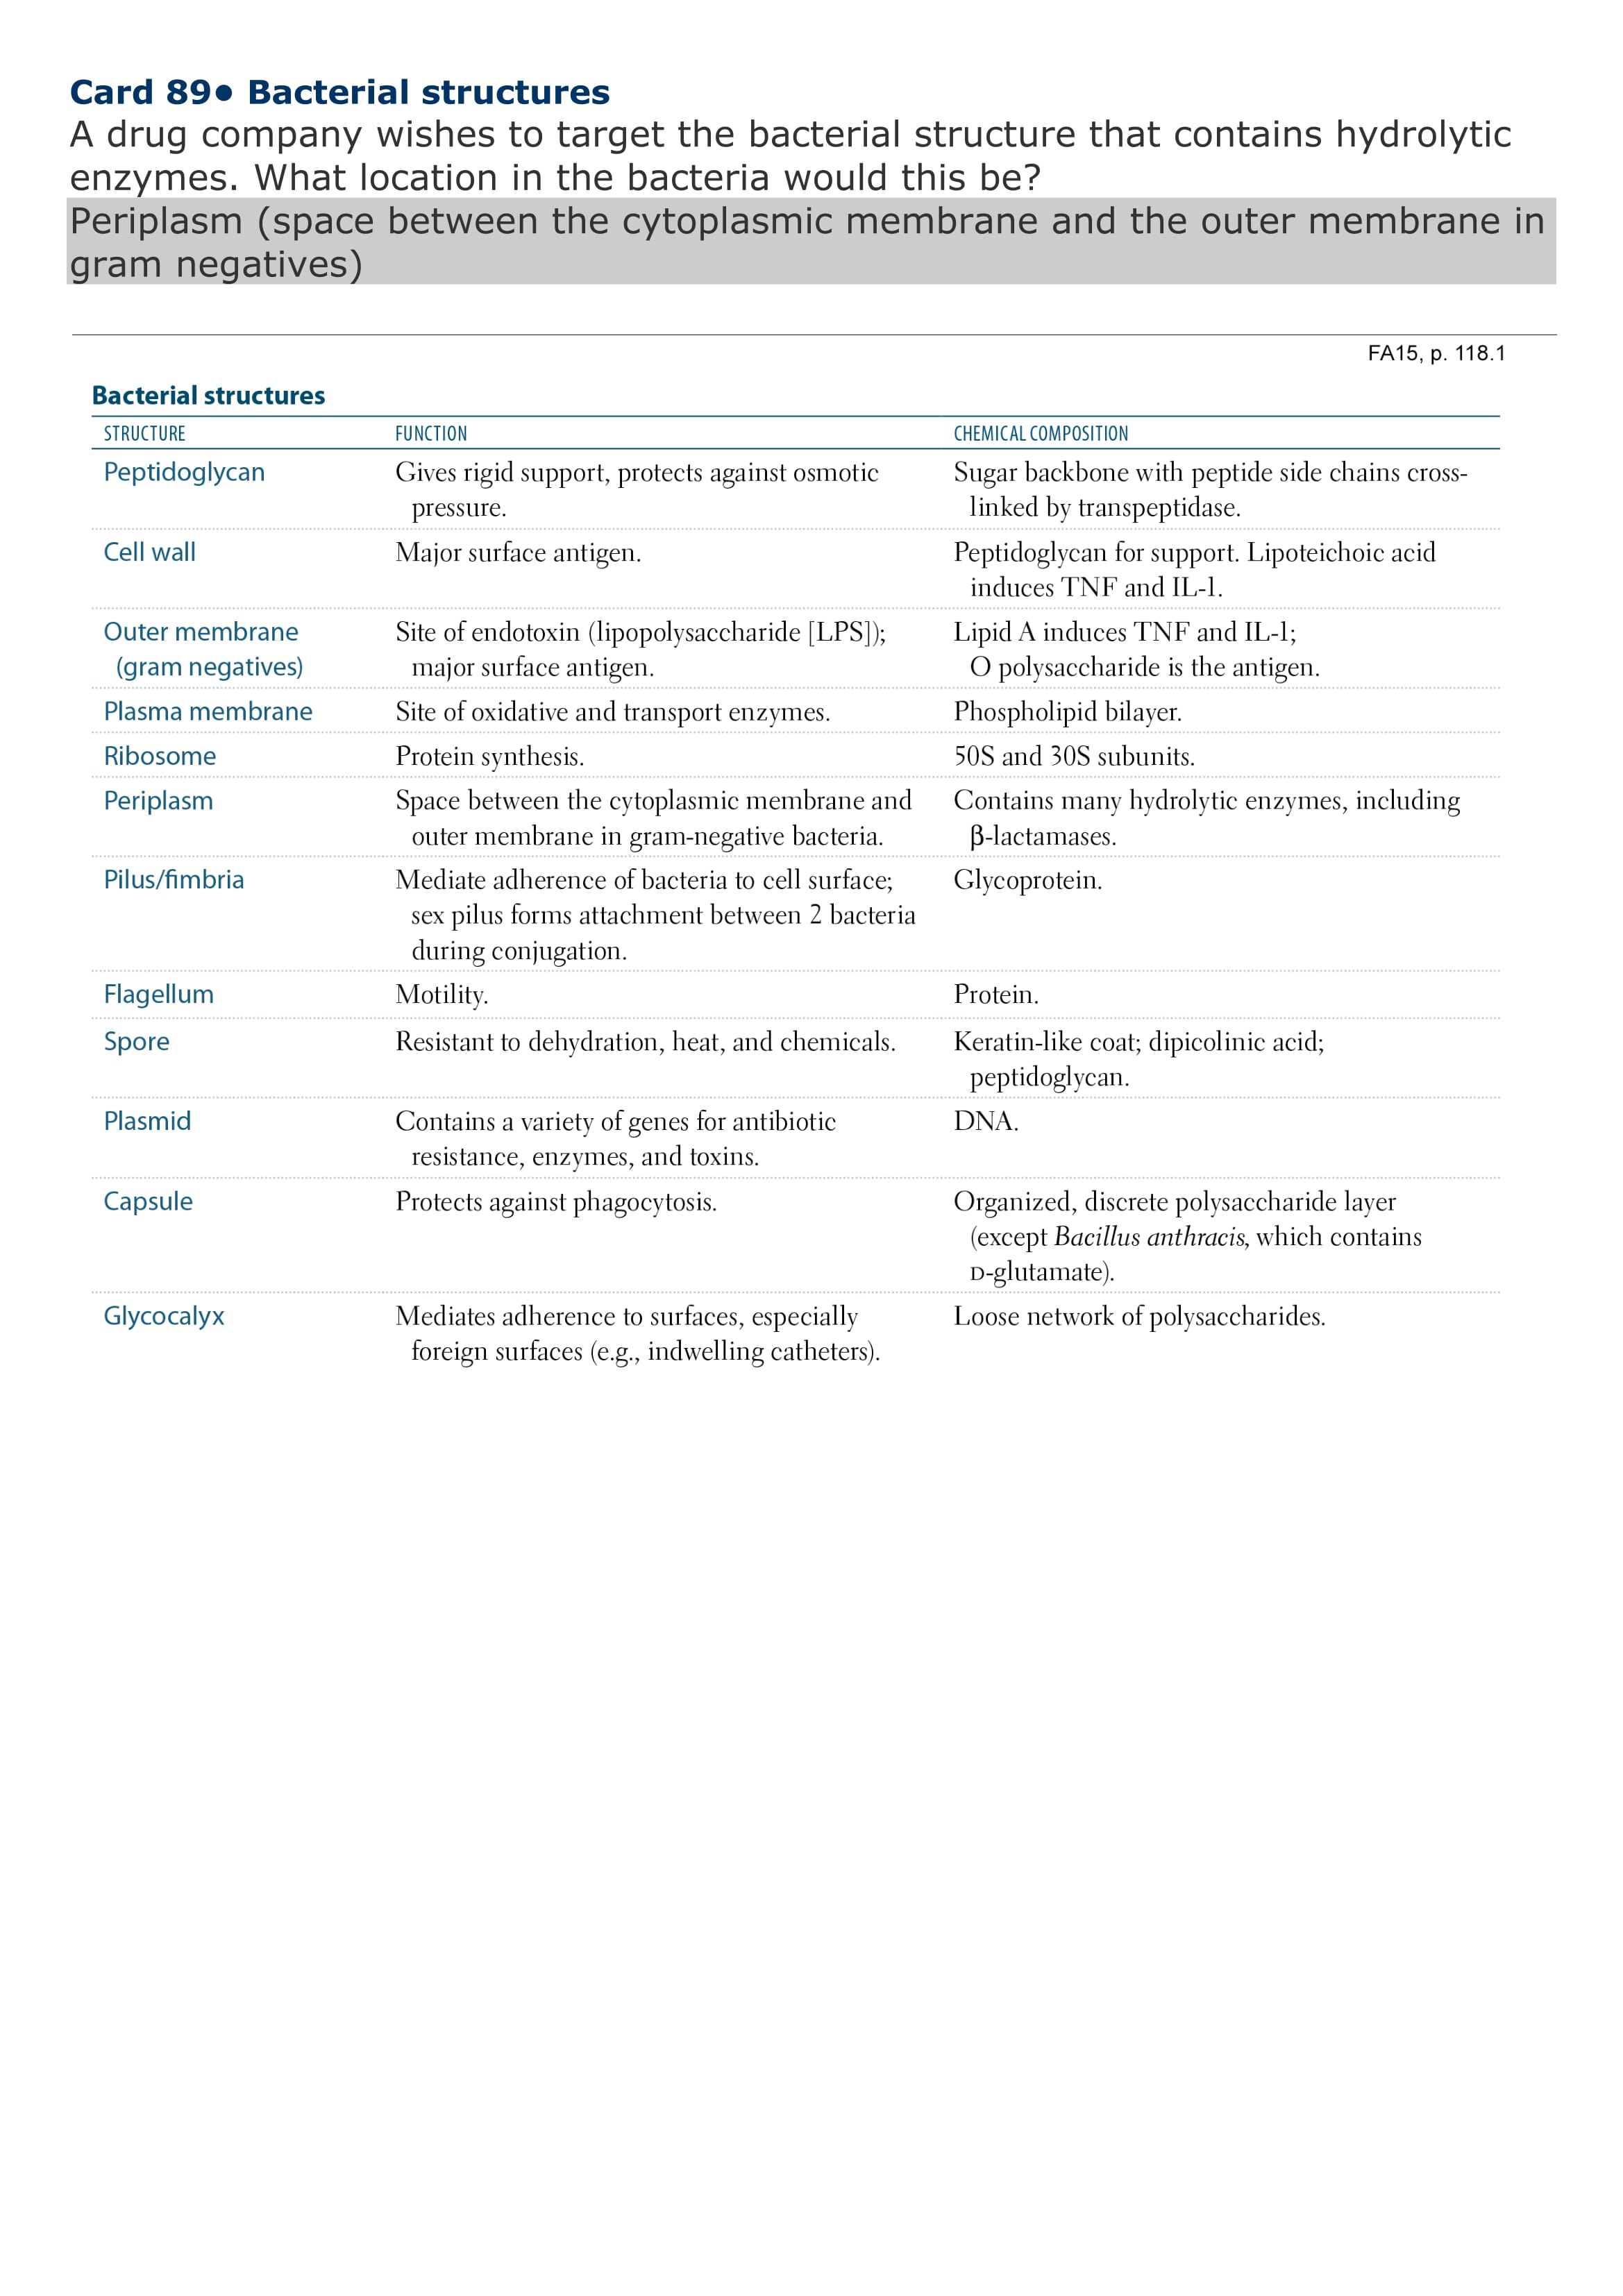 Card 89● Bacterial structures
A drug company wishes to target the bacterial structure that contains hydrolytic
enzymes. What location in the bacteria would this be?
Periplasm (space between the cytoplasmic membrane and the outer membrane in
gram negatives)
FA15, p. 118.1
Bacterial structures
STRUCTURE FUNCTION CHEMICAL COMPOSITION
Peptidoglycan Gives rigid support, protects against osmotic Sugar backbone with peptide side chains cross-
pressure. linked by transpeptidase.
Cell wall Major surface antigen. Peptidoglycan for support. Lipoteichoic acid
induces TNF and IL-1.
Outer membrane Site of endotoxin (lipopolysaccharide [LPS]); Lipid A induces TNF and IL-1;
(gram negatives) major surface antigen. O polysaccharide is the antigen.
Plasma membrane Site of oxidative and transport enzymes. Phospholipid bilayer.
Ribosome Protein synthesis. 50S and 30S subunits.
Periplasm Space between the cytoplasmic membrane and Contains many hydrolytic enzymes, including
outer membrane in gram-negative bacteria. β-lactamases.
Pilus/fimbria Mediate adherence of bacteria to cell surface; Glycoprotein.
sex pilus forms attachment between 2 bacteria
during conjugation.
Flagellum Motility. Protein.
Spore Resistant to dehydration, heat, and chemicals. Keratin-like coat; dipicolinic acid;
peptidoglycan.
Plasmid Contains a variety of genes for antibiotic DNA.
resistance, enzymes, and toxins.
Capsule Protects against phagocytosis. Organized, discrete polysaccharide layer
(except Bacillus anthracis, which contains
D-glutamate).
Glycocalyx Mediates adherence to surfaces, especially Loose network of polysaccharides.
foreign surfaces (e.g., indwelling catheters).